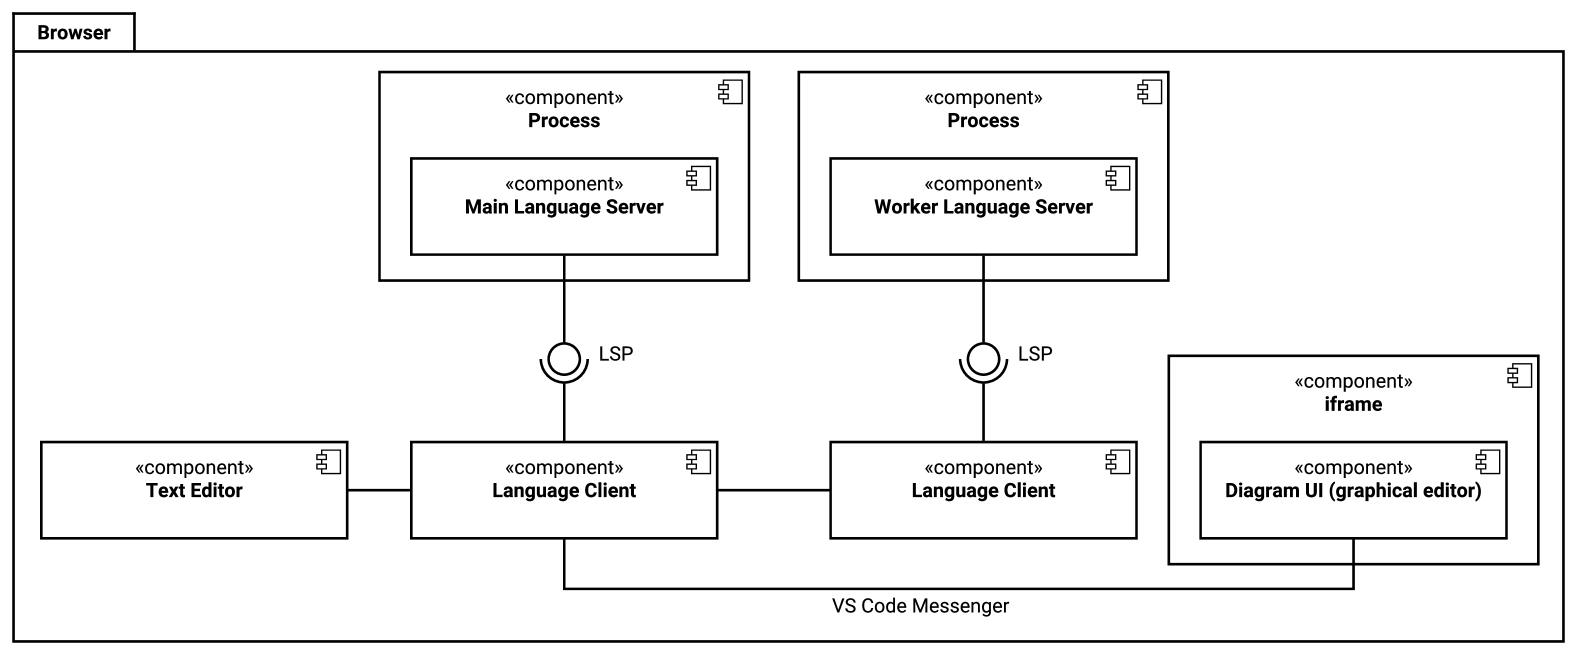 Browser
«component»
Process
«component»
Main Language Server
«component»
Process
«component»
Worker Language Server
LSP
LSP
«component»
iframe
«component»
Text Editor
«component»
Language Client
«component»
Language Client
«component»
Diagram UI (graphical editor)
VS Code Messenger